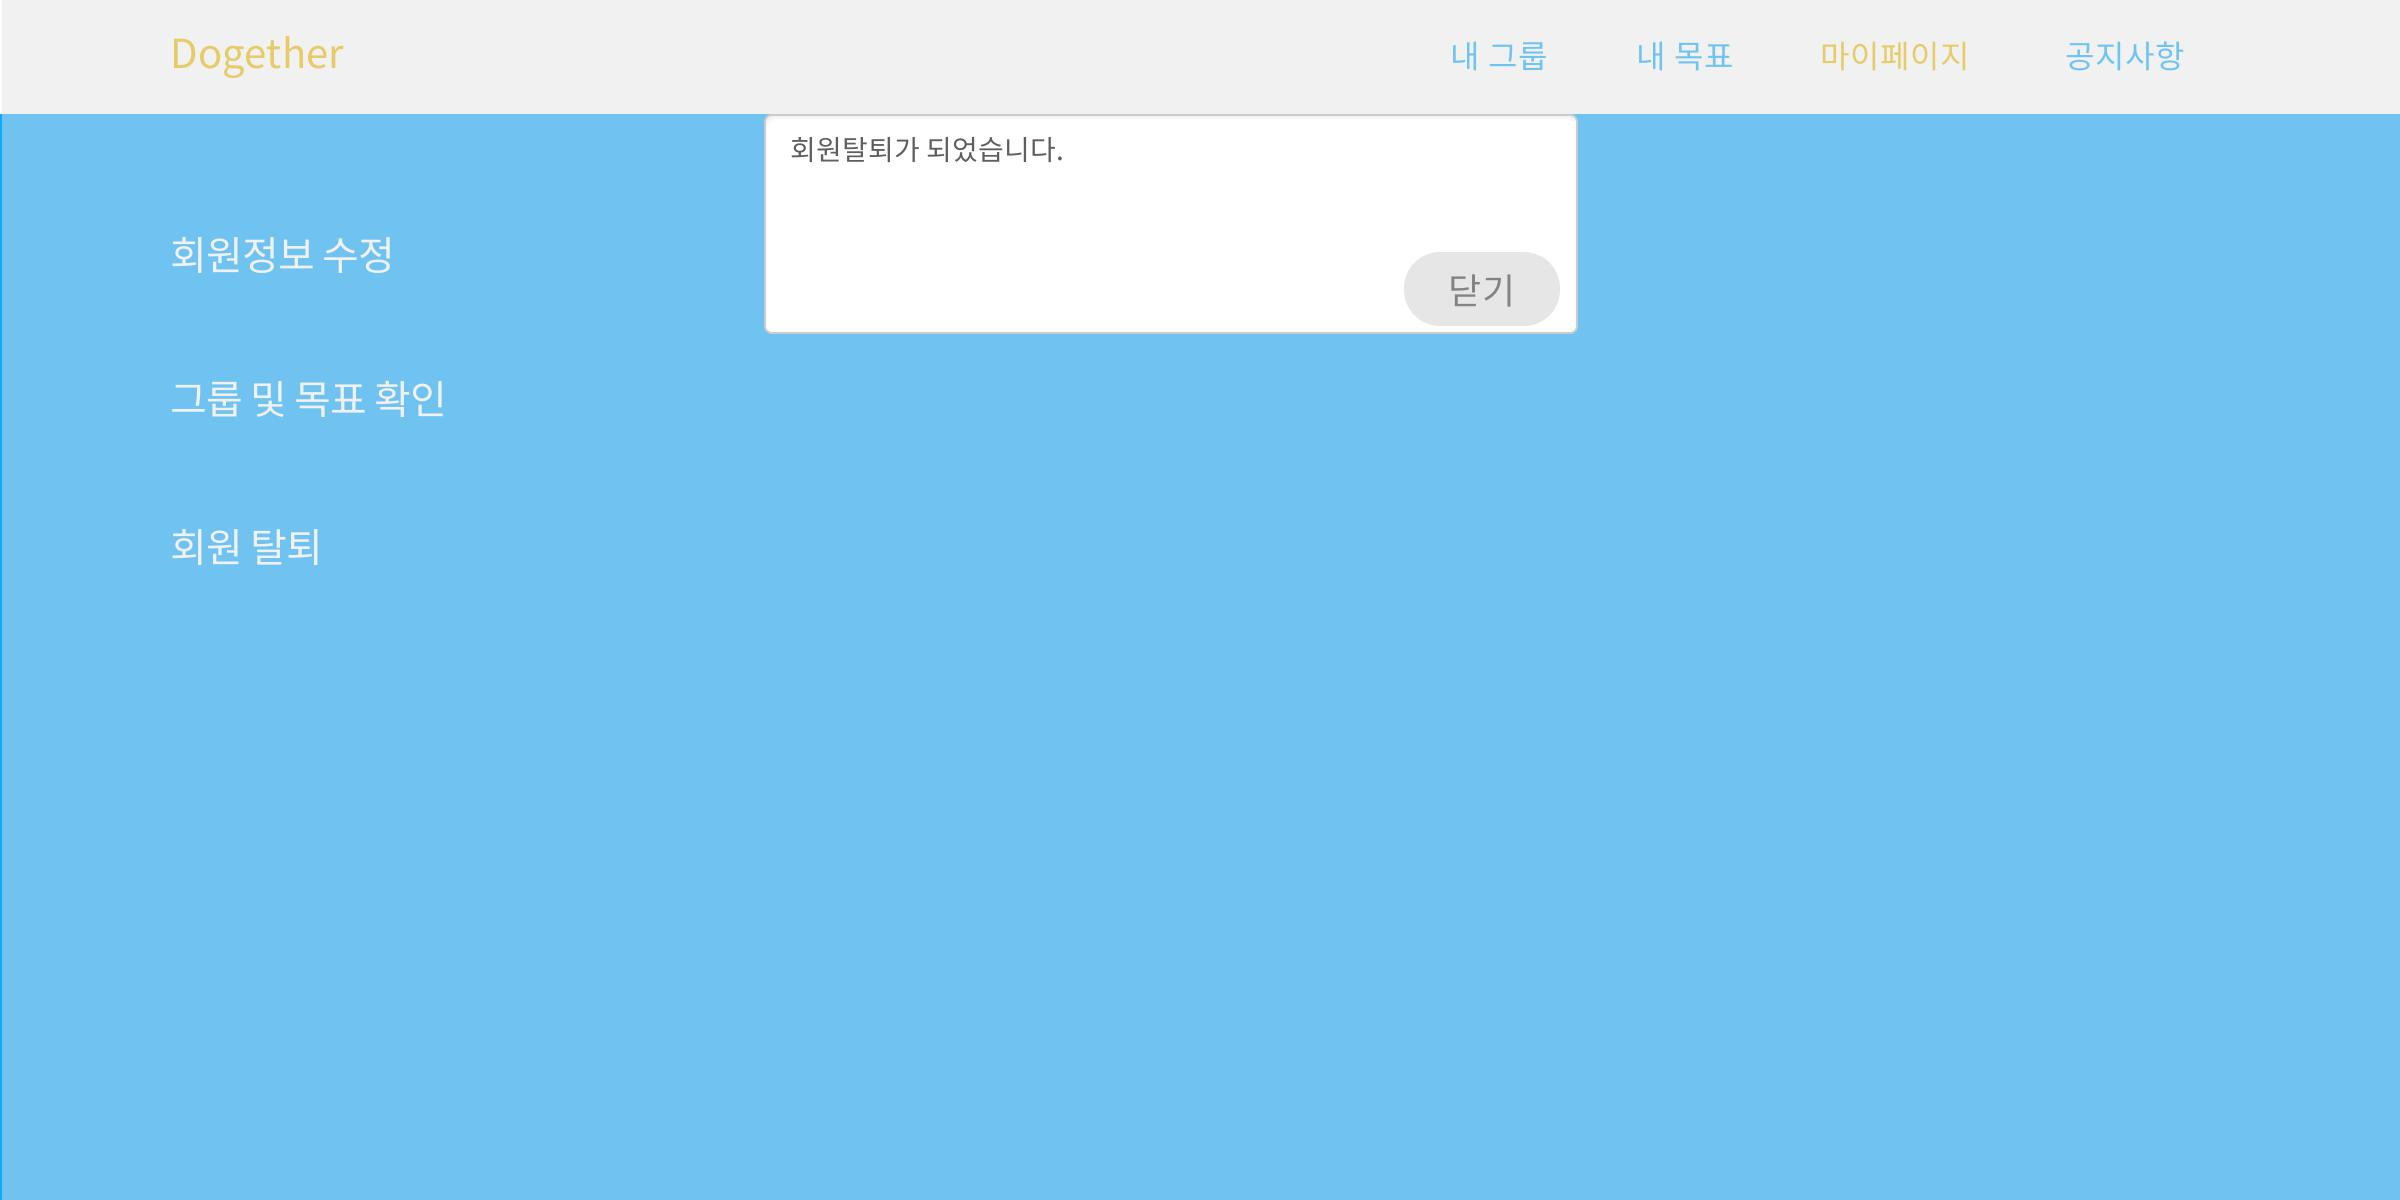 Dogether
내 그룹
내 목표
마이페이지
공지사항
회원탈퇴가 되었습니다.
닫기
회원정보 수정
그룹 및 목표 확인
회원 탈퇴